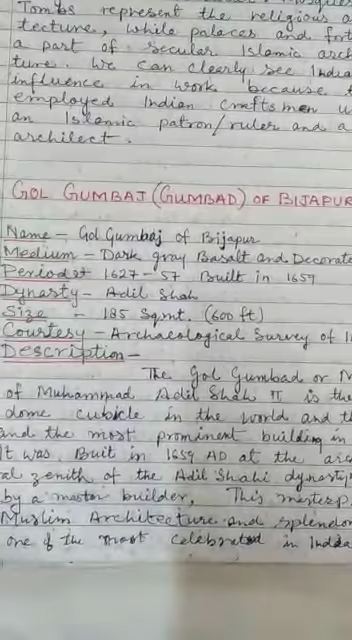 Tombs represent the religious a
tecture, while palaces and fort
a part of secular Islamic arch
ture. We can clearly see India
influence in work because t
employed Indian craftsmen w
an Islamic patron/ruler and a
architect.
GOL GUMBAJ (GUMBAD) OF BIJAPUR
Name - Gol Gumbaj of Bijapur
Medium - Dark gray Basalt and Decorate
Period - 1627-57 Built in 1659
Dynasty - Adil Shah
Size - 185 Sqmt. (600 ft)
Courtesy - Archaeological Survey of I
Description -
The Gol Gumbad or M
of Muhammad Adil Shah II is the
dome cubicle in the world and th
and the most prominent building in
It was Buit in 1659 AD at the arc
al zenith of the Adil Shahi dynasty
by a master builder, This masterp
Muslim Architecture and splendor
one of the most celebrated in India